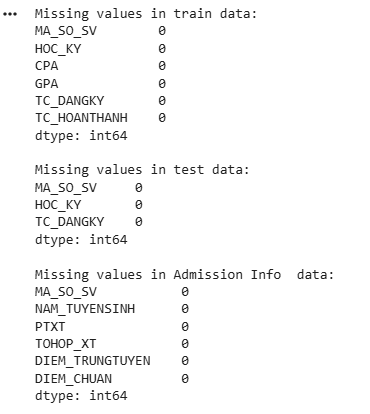 ••• Missing values in train data:
MA_SO_SV 0
HOC_KY 0
CPA 0
GPA 0
TC_DANGKY 0
TC_HOANTHANH 0
dtype: int64

Missing values in test data:
MA_SO_SV 0
HOC_KY 0
TC_DANGKY 0
dtype: int64

Missing values in Admission Info  data:
MA_SO_SV 0
NAM_TUYENSINH 0
PTXT 0
TOHOP_XT 0
DIEM_TRUNGTUYEN 0
DIEM_CHUAN 0
dtype: int64